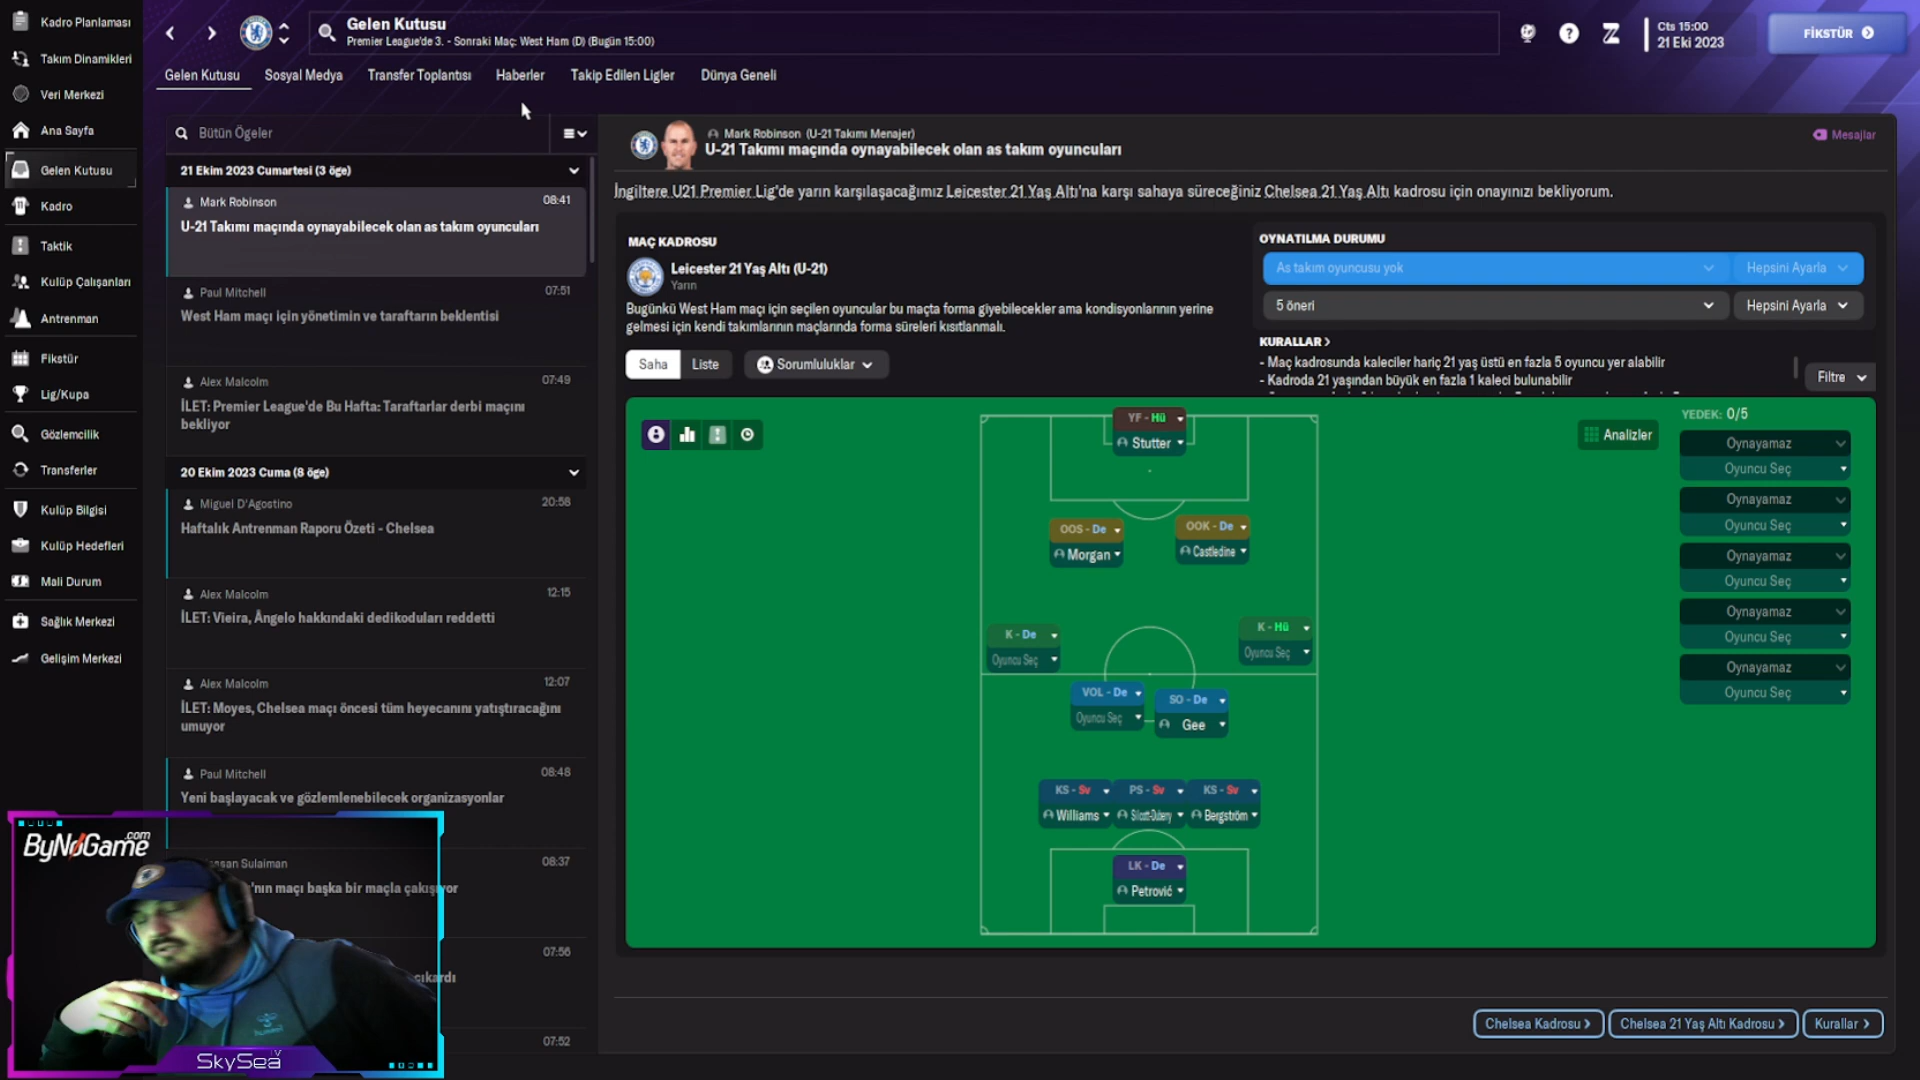 Kadro Planlaması
Takım Dinamikleri
Veri Merkezi
Ana Sayfa
Gelen Kutusu
Kadro
Taktik
Kulüp Çalışanları
Antrenman
Fikstür
Lig/Kupa
Gözlemcilik
Transferler
Kulüp Bilgisi
Kulüp Hedefleri
Mali Durum
Sağlık Merkezi
Gelişim Merkezi
Gelen Kutusu
Premier League'de 3. - Sonraki Maç: West Ham (D) (Bugün 15:00)
Cts 15:00
21 Eki 2023
FİKSTÜR
Gelen Kutusu
Sosyal Medya
Transfer Toplantısı
Haberler
Takip Edilen Ligler
Dünya Geneli
Bütün Ögeler
21 Ekim 2023 Cumartesi (3 öge)
Mark Robinson
08:41
U-21 Takımı maçında oynayabilecek olan as takım oyuncuları
Paul Mitchell
07:51
West Ham maçı için yönetimin ve taraftarın beklentisi
Alex Malcolm
07:49
İLET: Premier League'de Bu Hafta: Taraftarlar derbi maçını
bekliyor
20 Ekim 2023 Cuma (8 öge)
Miguel D'Agostino
20:58
Haftalık Antrenman Raporu Özeti - Chelsea
Alex Malcolm
12:15
İLET: Vieira, Ângelo hakkındaki dedikoduları reddetti
Alex Malcolm
12:07
İLET: Moyes, Chelsea maçı öncesi tüm heyecanını yatıştıracağını
umuyor
Paul Mitchell
08:48
Yeni başlayacak ve gözlemlenebilecek organizasyonlar
Sulaiman
08:37
'nın maçı başka bir maçla çakışıyor
07:56
çıkardı
07:52
Mark Robinson (U-21 Takımı Menajer)
U-21 Takımı maçında oynayabilecek olan as takım oyuncuları
Mesajlar
İngiltere U21 Premier Lig'de yarın karşılaşacağımız Leicester 21 Yaş Altı'na karşı sahaya süreceğiniz Chelsea 21 Yaş Altı kadrosu için onayınızı bekliyorum.
MAÇ KADROSU
Leicester 21 Yaş Altı (U-21)
Yarın
Bugünkü West Ham maçı için seçilen oyuncular bu maçta forma giyebilecekler ama kondisyonlarının yerine
gelmesi için kendi takımlarının maçlarında forma süreleri kısıtlanmalı.
Saha
Liste
Sorumluluklar
OYNATILMA DURUMU
As takım oyuncusu yok
Hepsini Ayarla
5 öneri
Hepsini Ayarla
KURALLAR
- Maç kadrosunda kaleciler hariç 21 yaş üstü en fazla 5 oyuncu yer alabilir
- Kadroda 21 yaşından büyük en fazla 1 kaleci bulunabilir
Filtre
Analizler
YF - Hü
Stutter
OOS - De
Morgan
OOK - De
Castledine
K - De
Oyuncu Seç
K - Hü
Oyuncu Seç
VOL - De
Oyuncu Seç
SO - De
Gee
KS - Sv
Williams
PS - Sv
KS - Sv
Bergström
LK - De
Petrović
YEDEK: 0/5
Oynayamaz
Oyuncu Seç
Oynayamaz
Oyuncu Seç
Oynayamaz
Oyuncu Seç
Oynayamaz
Oyuncu Seç
Oynayamaz
Oyuncu Seç
Chelsea Kadrosu
Chelsea 21 Yaş Altı Kadrosu
Kurallar
ByNoGame.com
hummel
SkySeaTV